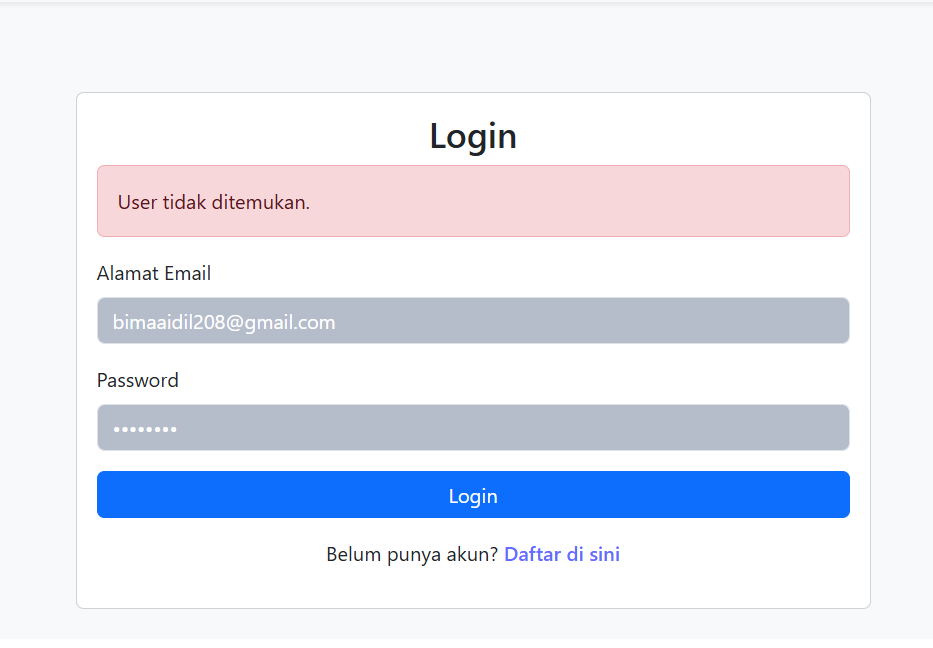 Login
User tidak ditemukan.
Alamat Email
bimaaidil208@gmail.com
Password
••••••••
Login
Belum punya akun? Daftar di sini